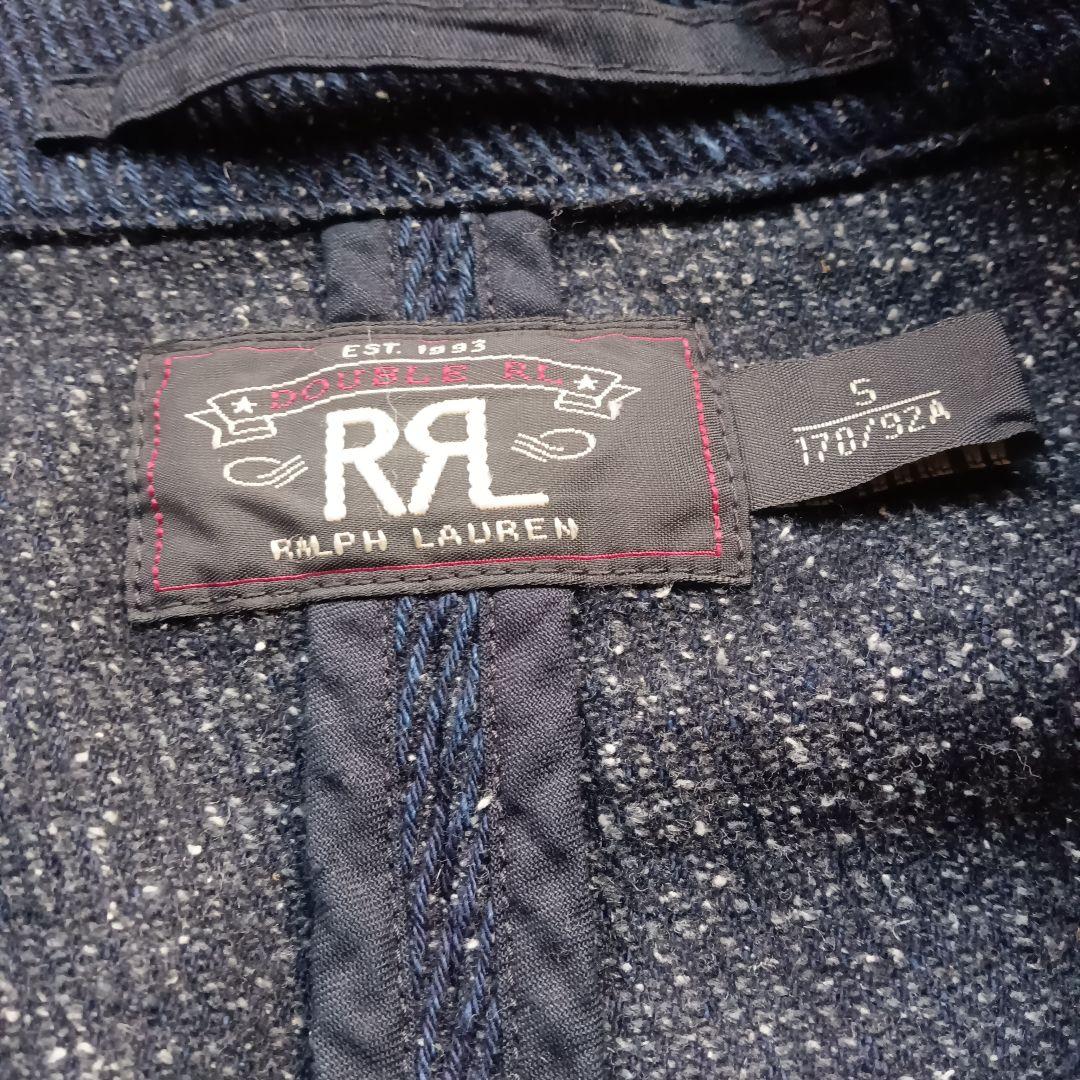 EST. 1993
DOUBLE RL
RRL
RALPH LAUREN
S
170/92A